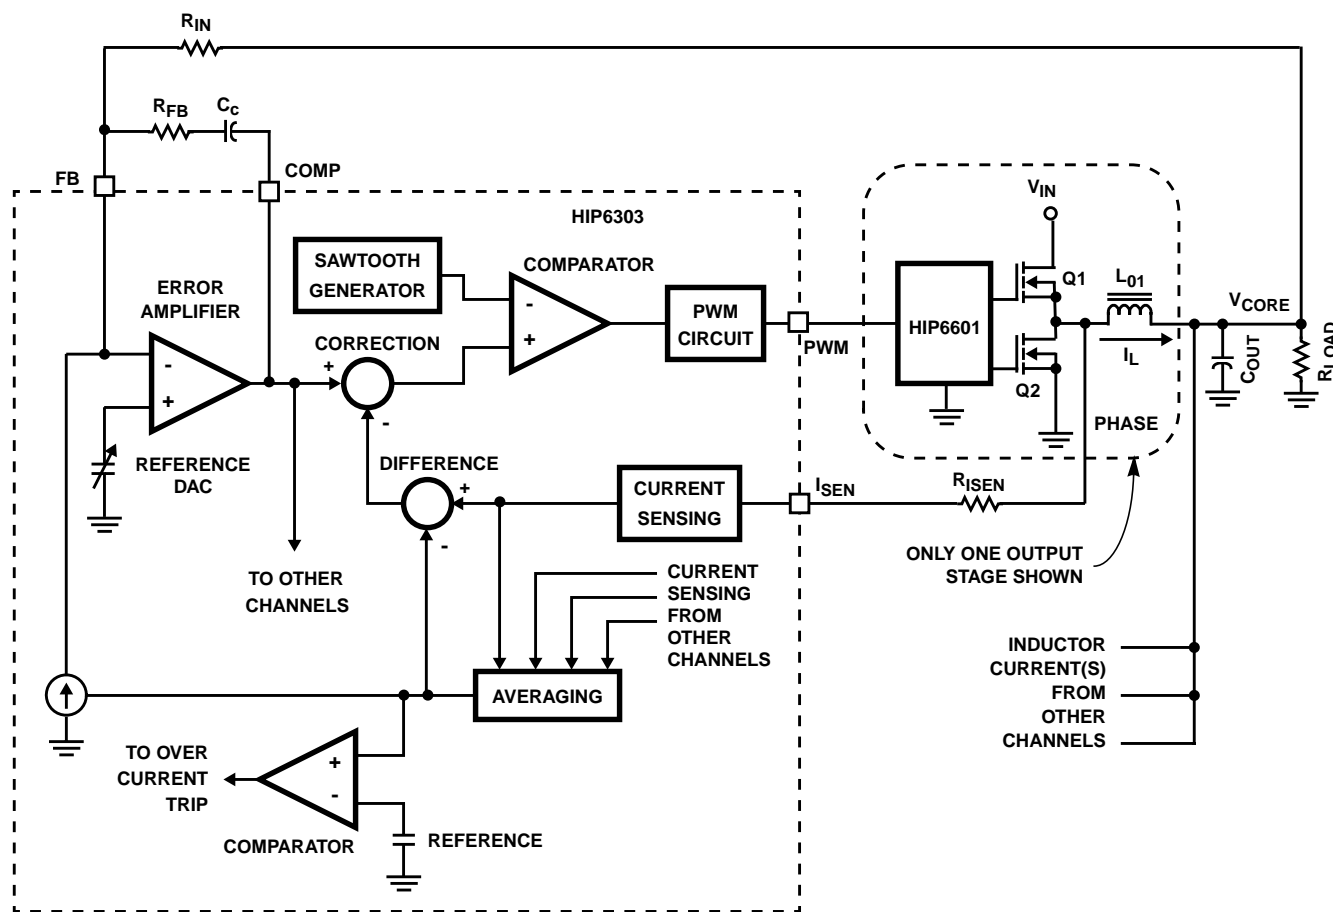 RIN
RFB
Cc
FB
COMP
HIP6303
VIN
SAWTOOTH
GENERATOR
COMPARATOR
-
+
PWM
CIRCUIT
PWM
HIP6601
Q1
Q2
L01
IL
VCORE
COUT
RLOAD
PHASE
ERROR
AMPLIFIER
-
+
CORRECTION
+
-
REFERENCE
DAC
DIFFERENCE
+
-
CURRENT
SENSING
ISEN
RISEN
ONLY ONE OUTPUT
STAGE SHOWN
TO OTHER
CHANNELS
CURRENT
SENSING
FROM
OTHER
CHANNELS
AVERAGING
INDUCTOR
CURRENT(S)
FROM
OTHER
CHANNELS
TO OVER
CURRENT
TRIP
+
-
COMPARATOR
REFERENCE